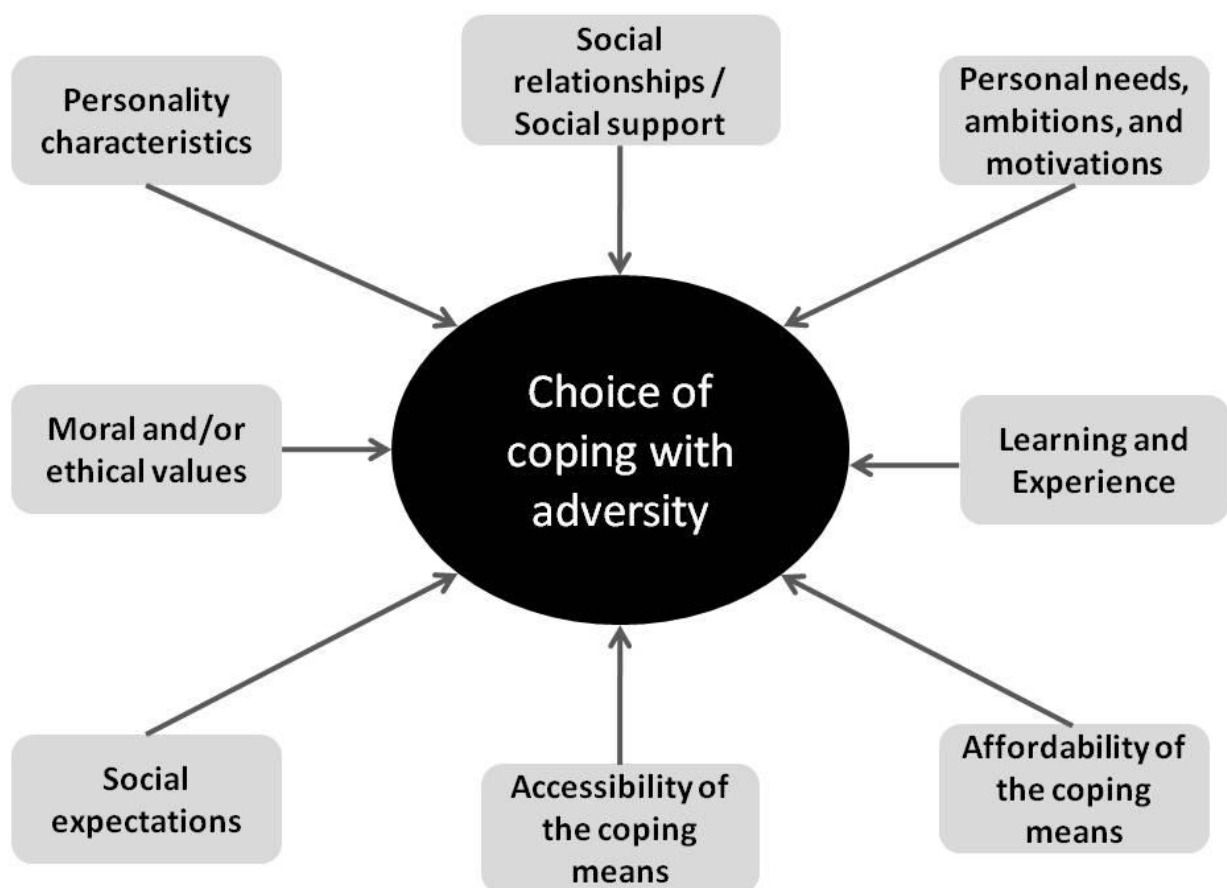 Social
relationships /
Social support
Personality
characteristics
Personal needs,
ambitions, and
motivations
Choice of
coping with
adversity
Moral and/or
ethical values
Learning and
Experience
Social
expectations
Accessibility of
the coping
means
Affordability of
the coping
means